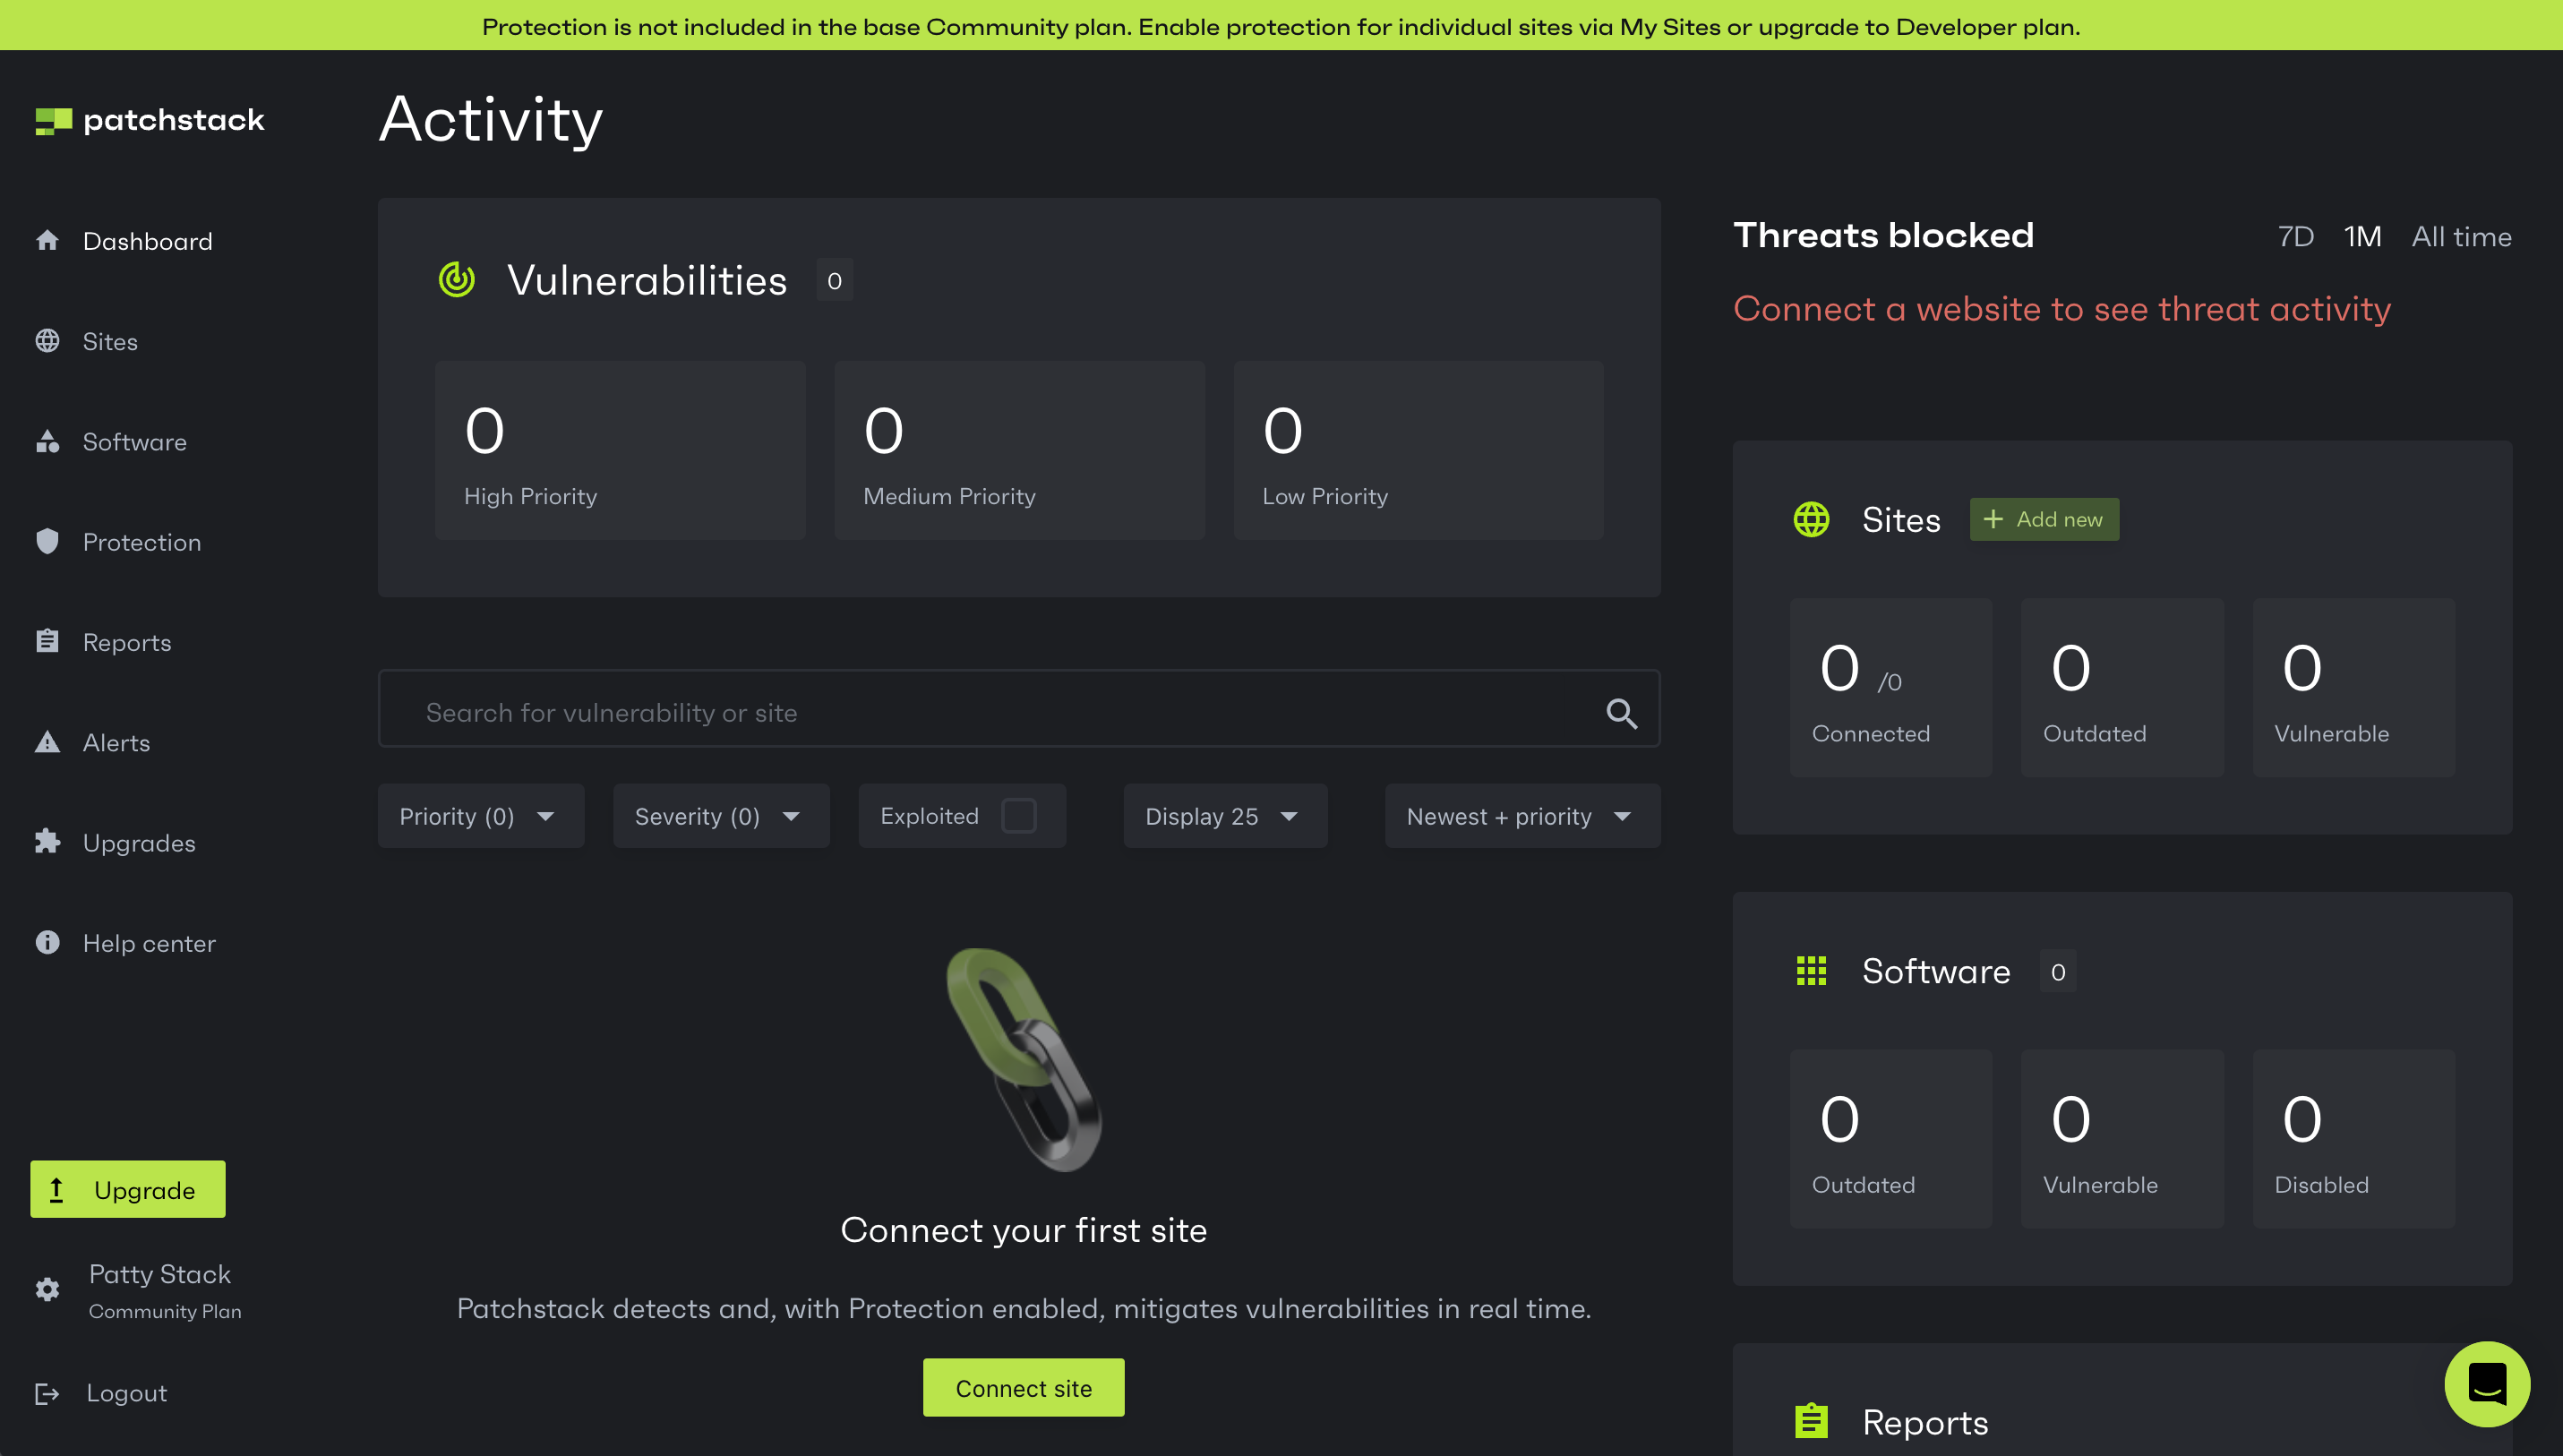 Protection is not included in the base Community plan. Enable protection for individual sites via My Sites or upgrade to Developer plan.
patchstack
Dashboard
Sites
Software
Protection
Reports
Alerts
Upgrades
Help center
Upgrade
Patty Stack
Community Plan
Logout
Activity
Vulnerabilities 0
0 0 0
High Priority Medium Priority Low Priority
Search for vulnerability or site
Priority (0) Severity (0) Exploited Display 25 Newest + priority
Connect your first site
Patchstack detects and, with Protection enabled, mitigates vulnerabilities in real time.
Connect site
Threats blocked 7D 1M All time
Connect a website to see threat activity
Sites + Add new
0 /0 0 0
Connected Outdated Vulnerable
Software 0
0 0 0
Outdated Vulnerable Disabled
Reports